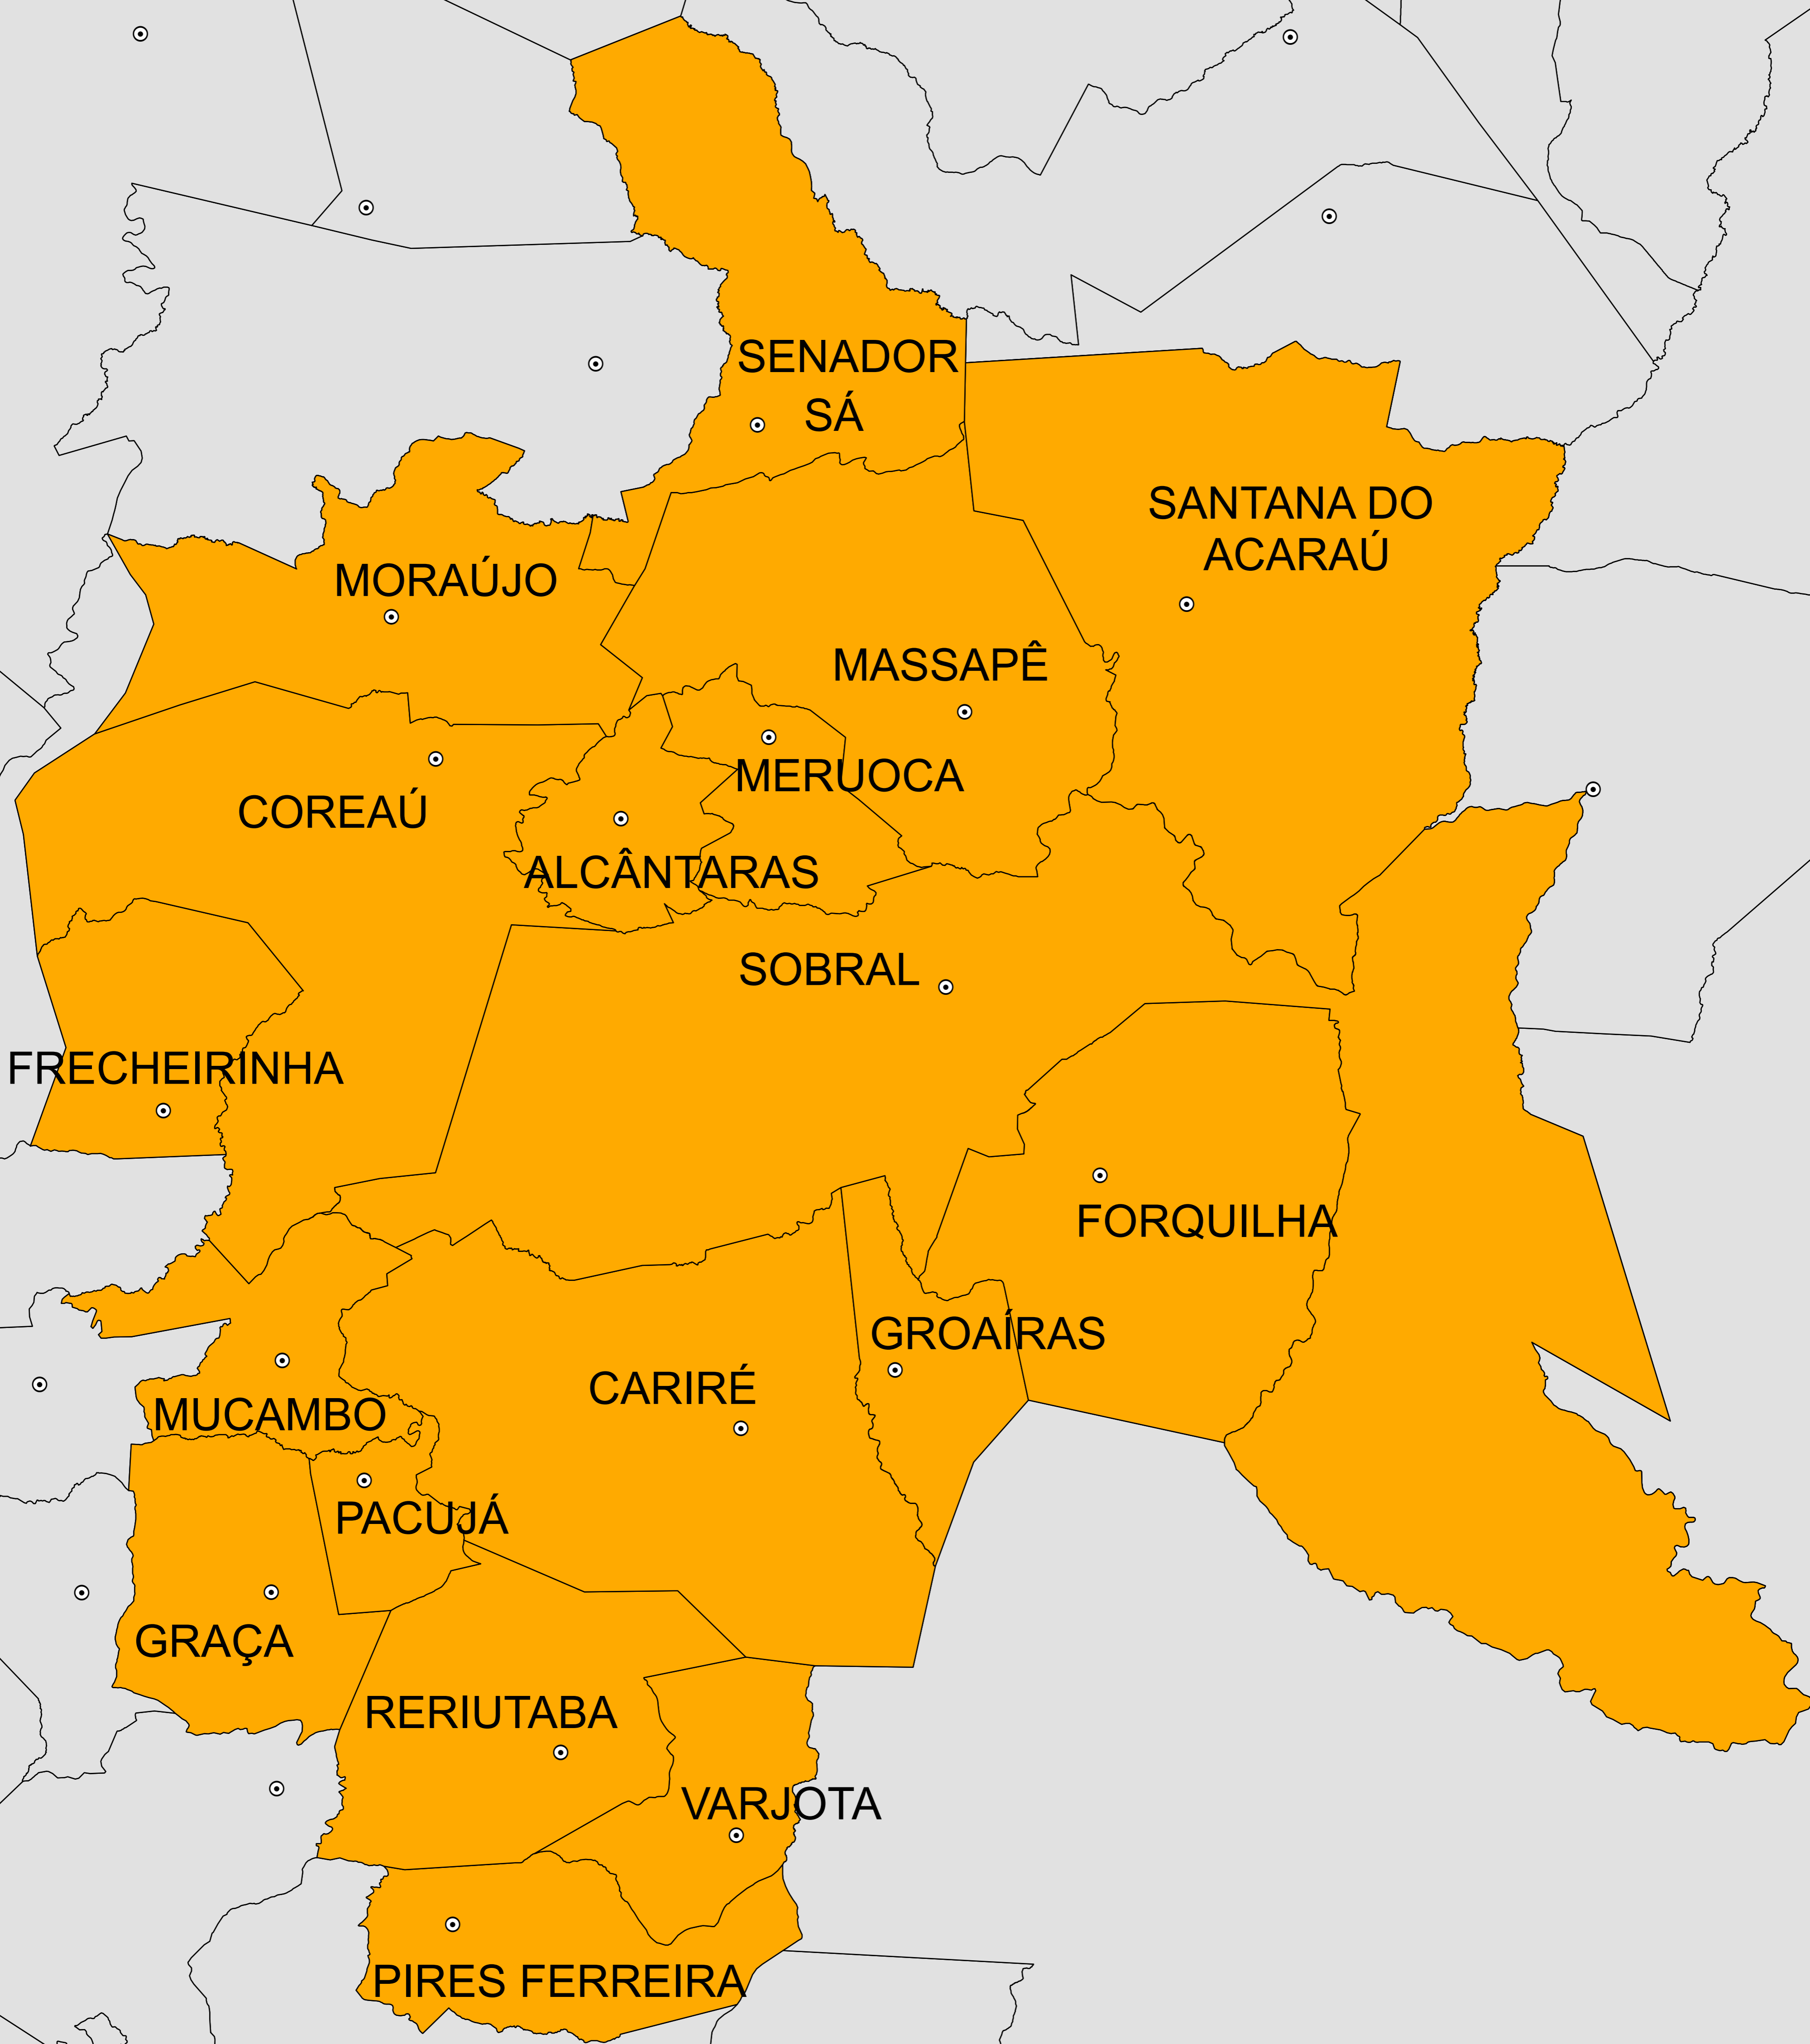 SENADOR
SÁ
SANTANA DO
ACARAÚ
MORAÚJO
MASSAPÊ
MERUOCA
COREAÚ
ALCÂNTARAS
SOBRAL
FRECHEIRINHA
FORQUILHA
GROAÍRAS
CARIRÉ
MUCAMBO
PACUJÁ
GRAÇA
RERIUTABA
VARJOTA
PIRES FERREIRA